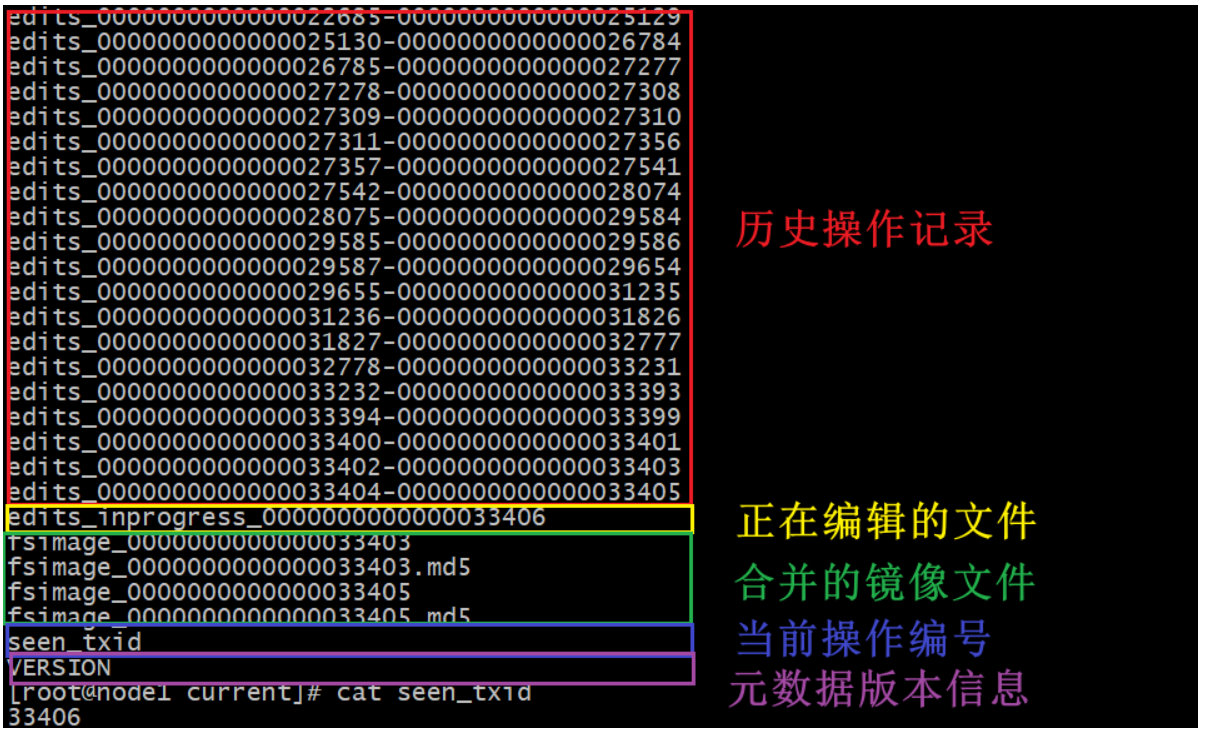 edits_0000000000000022685-0000000000000025129
edits_0000000000000025130-0000000000000026784
edits_0000000000000026785-0000000000000027277
edits_0000000000000027278-0000000000000027308
edits_0000000000000027309-0000000000000027310
edits_0000000000000027311-0000000000000027356
edits_0000000000000027357-0000000000000027541
edits_0000000000000027542-0000000000000028074
edits_0000000000000028075-0000000000000029584
历史操作记录
edits_0000000000000029585-0000000000000029586
edits_0000000000000029587-0000000000000029654
edits_0000000000000029655-0000000000000031235
edits_0000000000000031236-0000000000000031826
edits_0000000000000031827-0000000000000032777
edits_0000000000000032778-0000000000000033231
edits_0000000000000033232-0000000000000033393
edits_0000000000000033394-0000000000000033399
edits_0000000000000033400-0000000000000033401
edits_0000000000000033402-0000000000000033403
edits_0000000000000033404-0000000000000033405
edits_inprogress_0000000000000033406
正在编辑的文件
fsimage_0000000000000033403
fsimage_0000000000000033403.md5
合并的镜像文件
fsimage_0000000000000033405
fsimage_0000000000000033405.md5
seen_txid
当前操作编号
VERSION
元数据版本信息
[root@node1 current]# cat seen_txid
33406